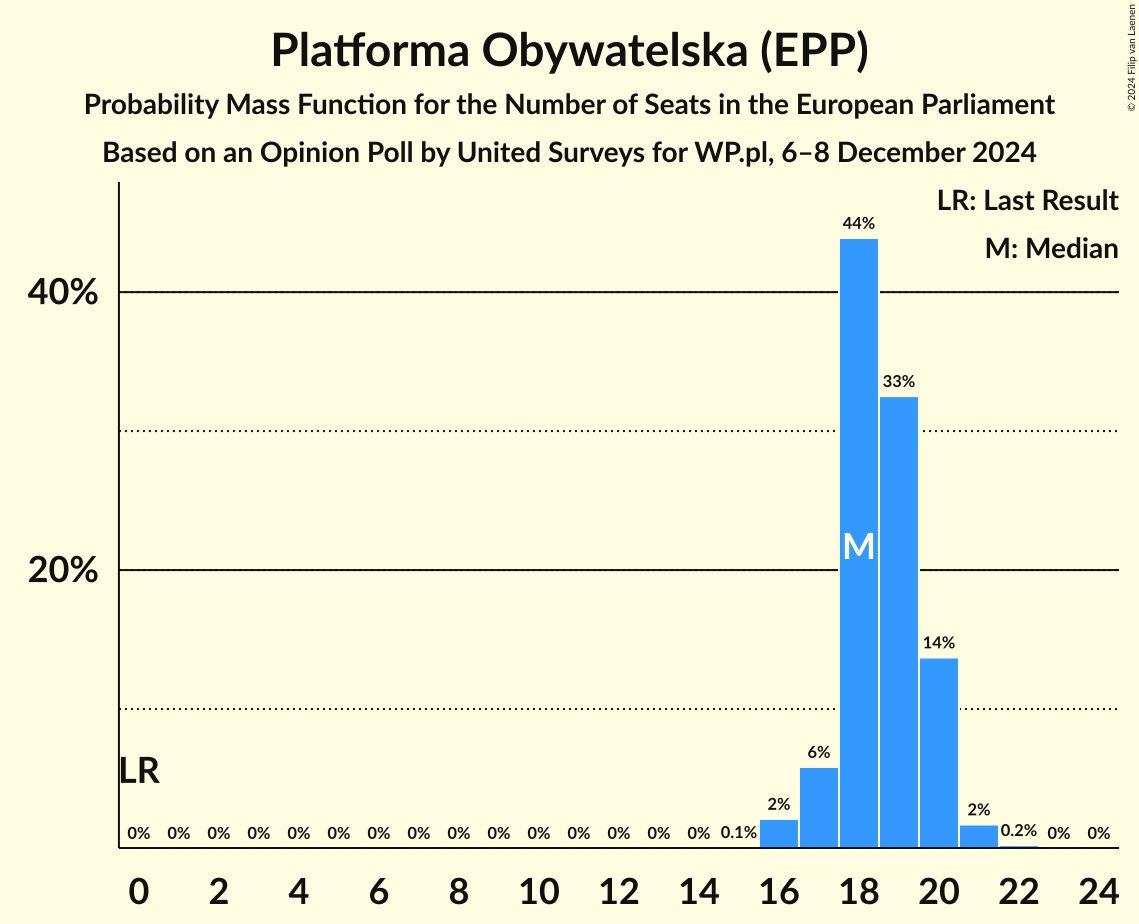 Platforma Obywatelska (EPP)
Probability Mass Function for the Number of Seats in the European Parliament
Based on an Opinion Poll by United Surveys for WP.pl, 6–8 December 2024
© 2024 Filip van Laenen
LR: Last Result
M: Median
44%
40%
33%
M
20%
14%
6%
LR
2%
2%
0% 0% 0% 0% 0% 0% 0% 0% 0% 0% 0% 0% 0% 0% 0% 0.1% 0.2% 0% 0%
0 2 4 6 8 10 12 14 16 18 20 22 24